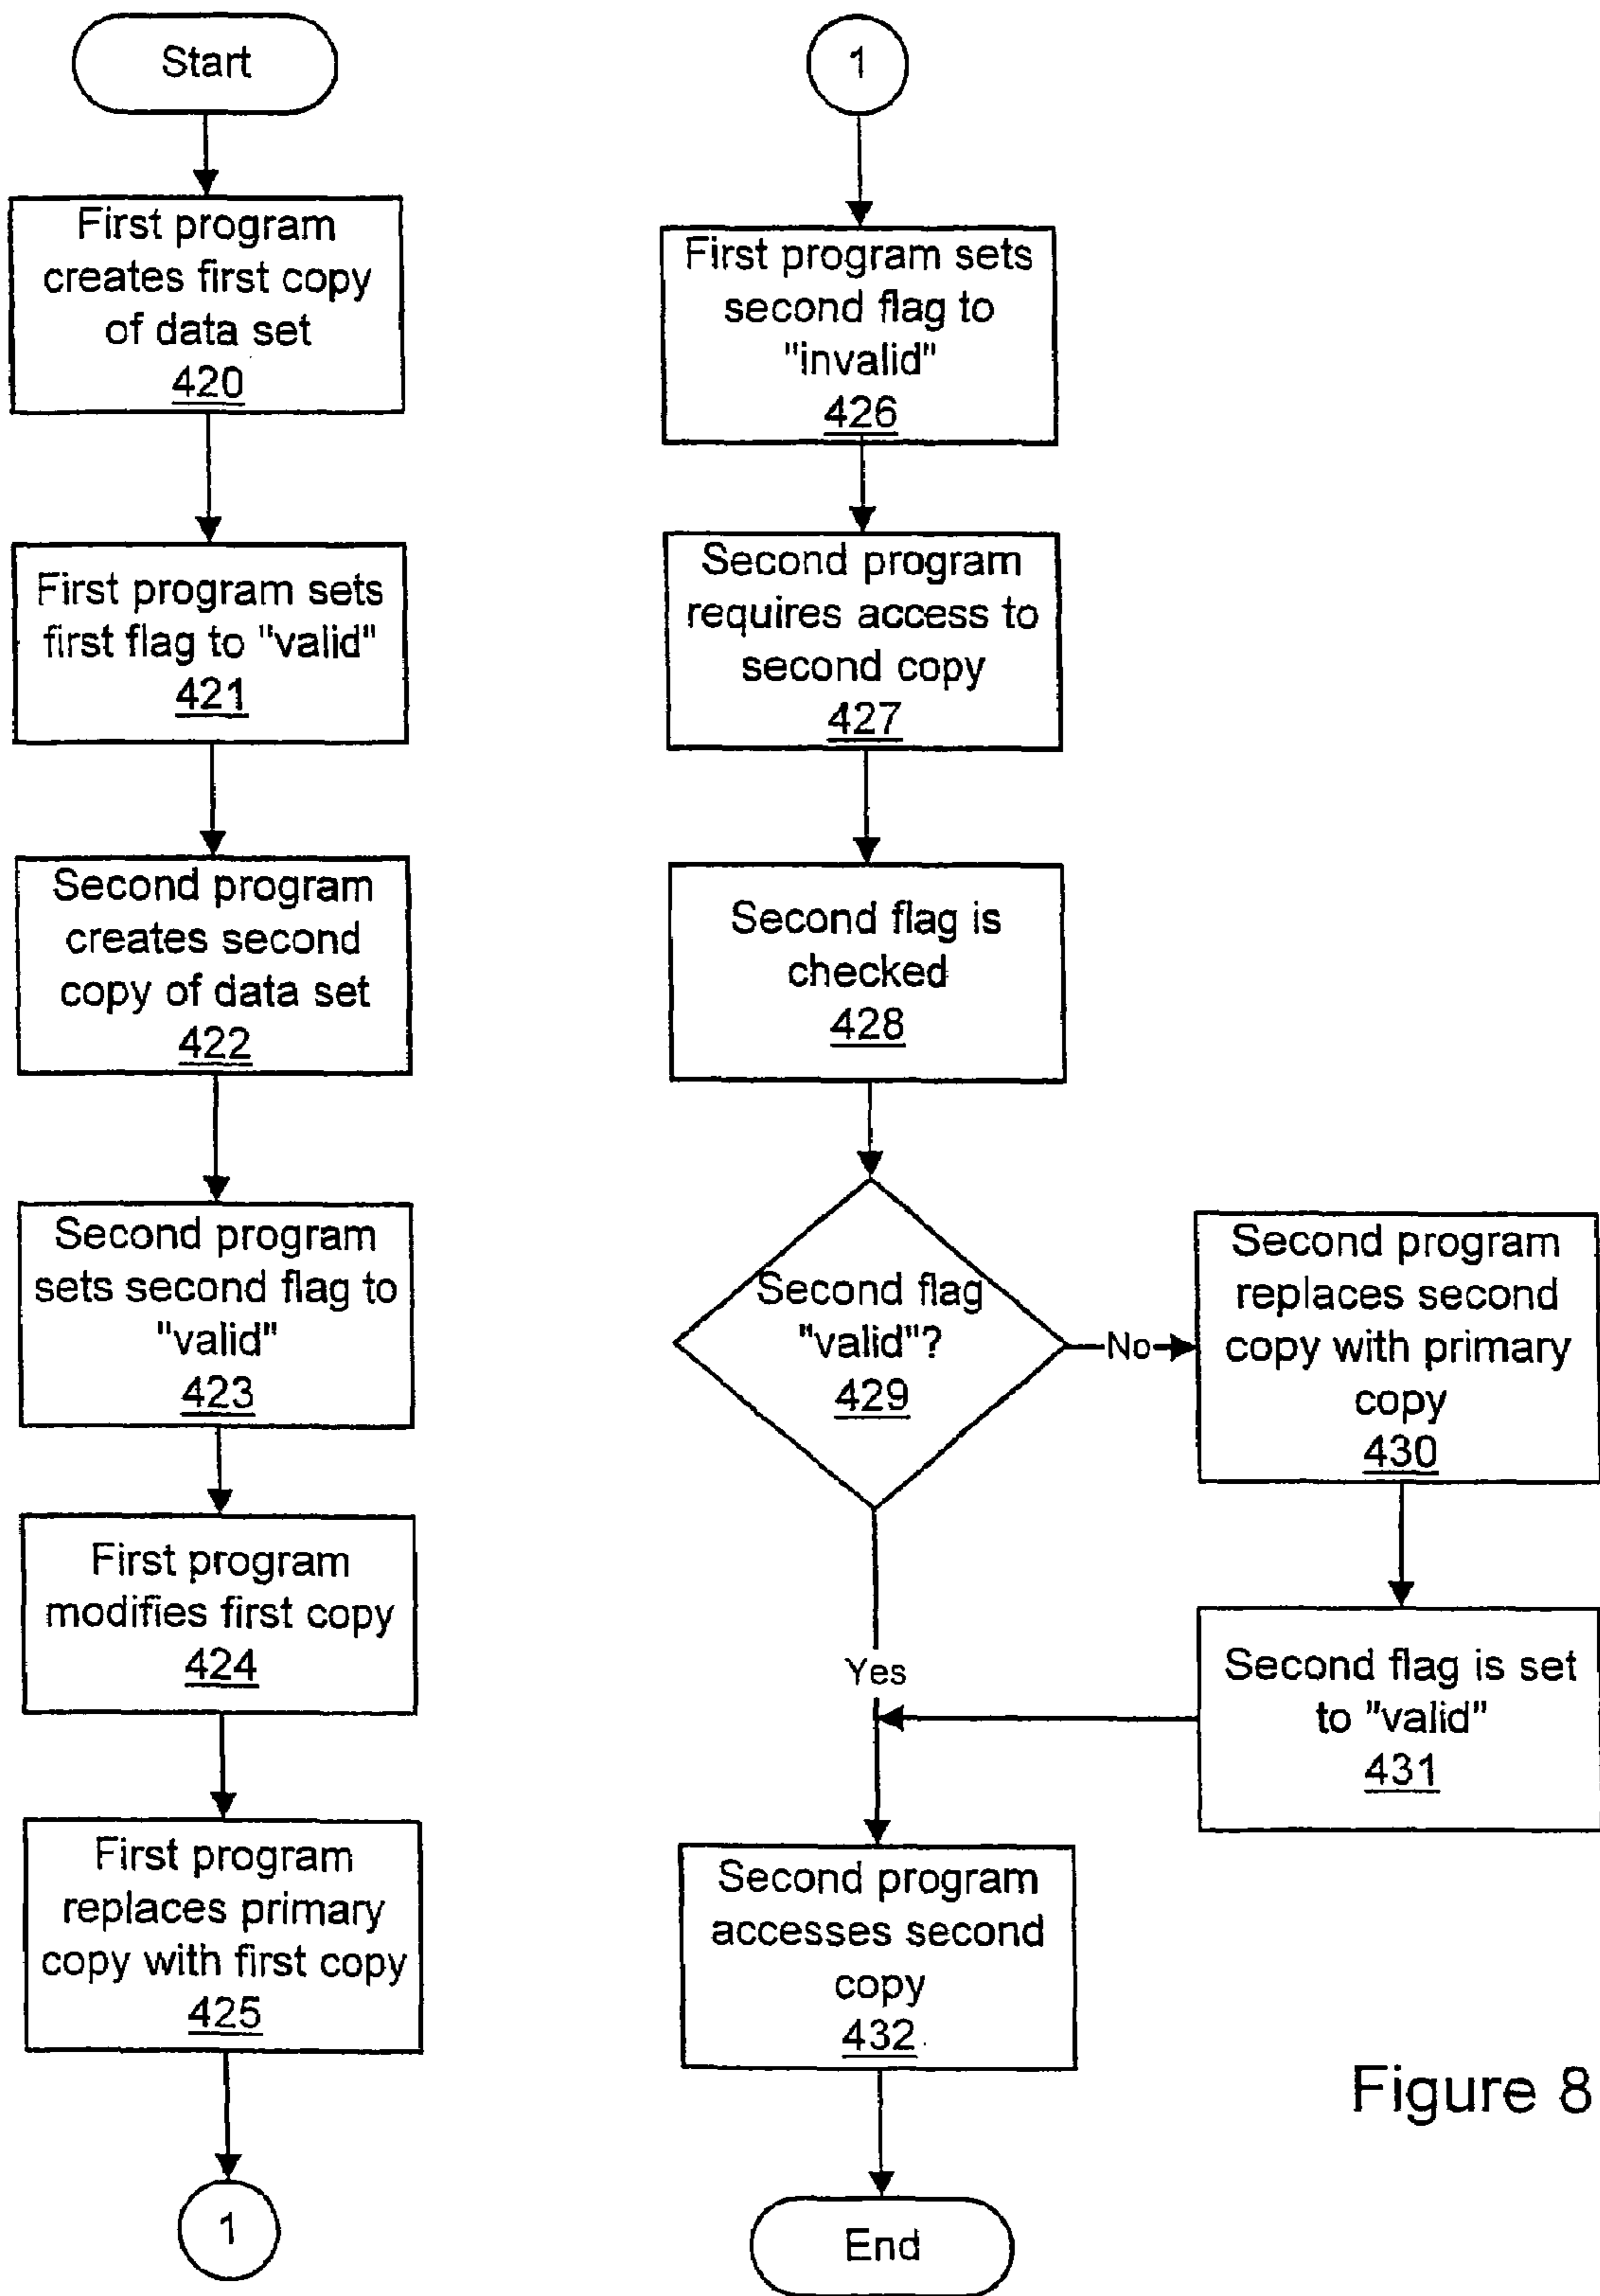 Start
First program
creates first copy
of data set
420
First program sets
first flag to "valid"
421
Second program
creates second
copy of data set
422
Second program
sets second flag to
"valid"
423
First program
modifies first copy
424
First program
replaces primary
copy with first copy
425
1
1
First program sets
second flag to
"invalid"
426
Second program
requires access to
second copy
427
Second flag is
checked
428
Second flag
"valid"?
429
No
Second program
replaces second
copy with primary
copy
430
Second flag is set
to "valid"
431
Yes
Second program
accesses second
copy
432
End
Figure 8